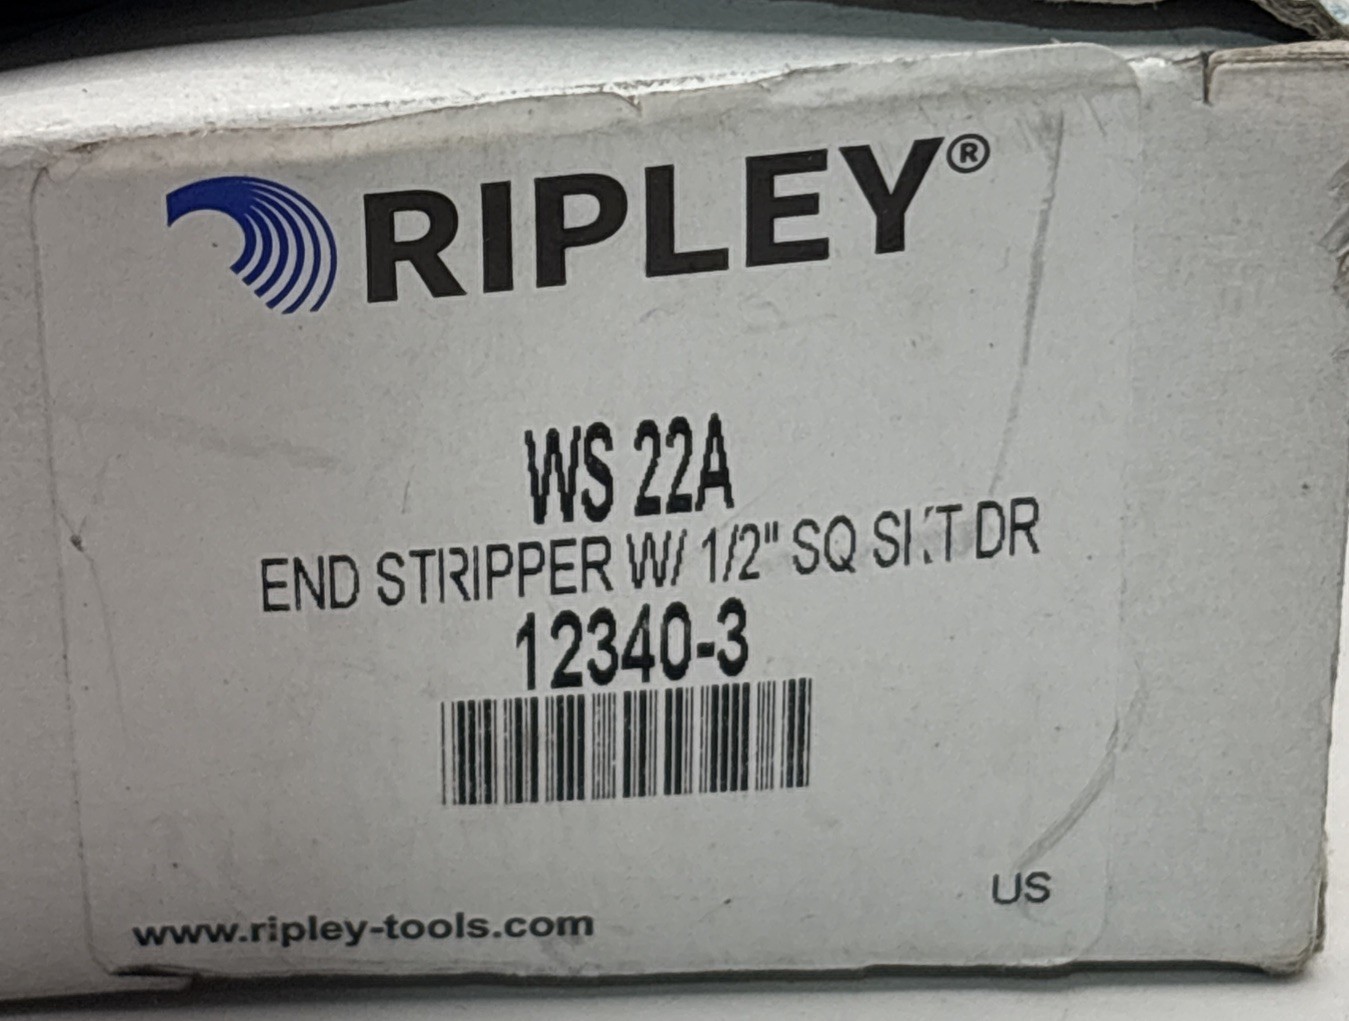 RIPLEY®
WS 22A
END STRIPPER W/ 1/2" SQ SKT DR
12340-3
www.ripley-tools.com
US